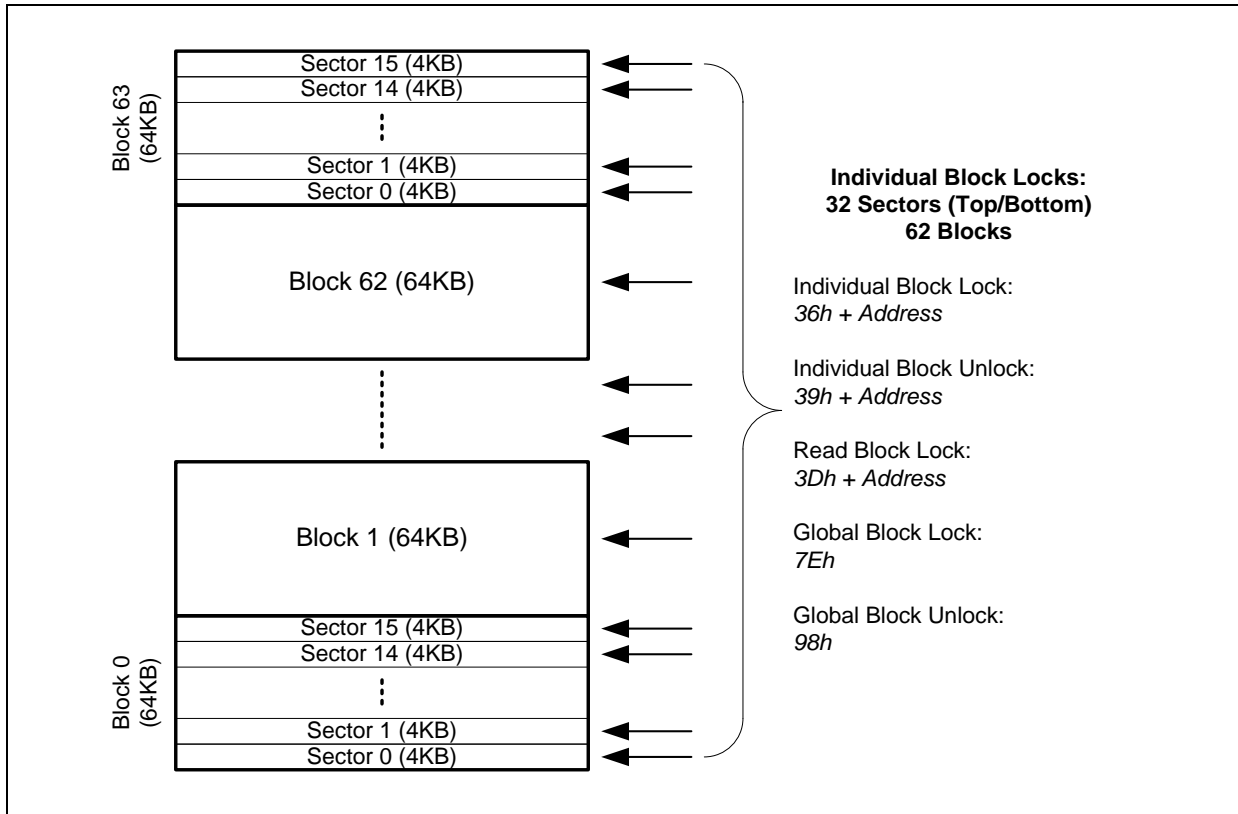 Block 63
(64KB)
Sector 15 (4KB)
Sector 14 (4KB)
Sector 1 (4KB)
Sector 0 (4KB)
Block 62 (64KB)
Block 1 (64KB)
Block 0
(64KB)
Sector 15 (4KB)
Sector 14 (4KB)
Sector 1 (4KB)
Sector 0 (4KB)
Individual Block Locks:
32 Sectors (Top/Bottom)
62 Blocks
Individual Block Lock:
36h + Address
Individual Block Unlock:
39h + Address
Read Block Lock:
3Dh + Address
Global Block Lock:
7Eh
Global Block Unlock:
98h